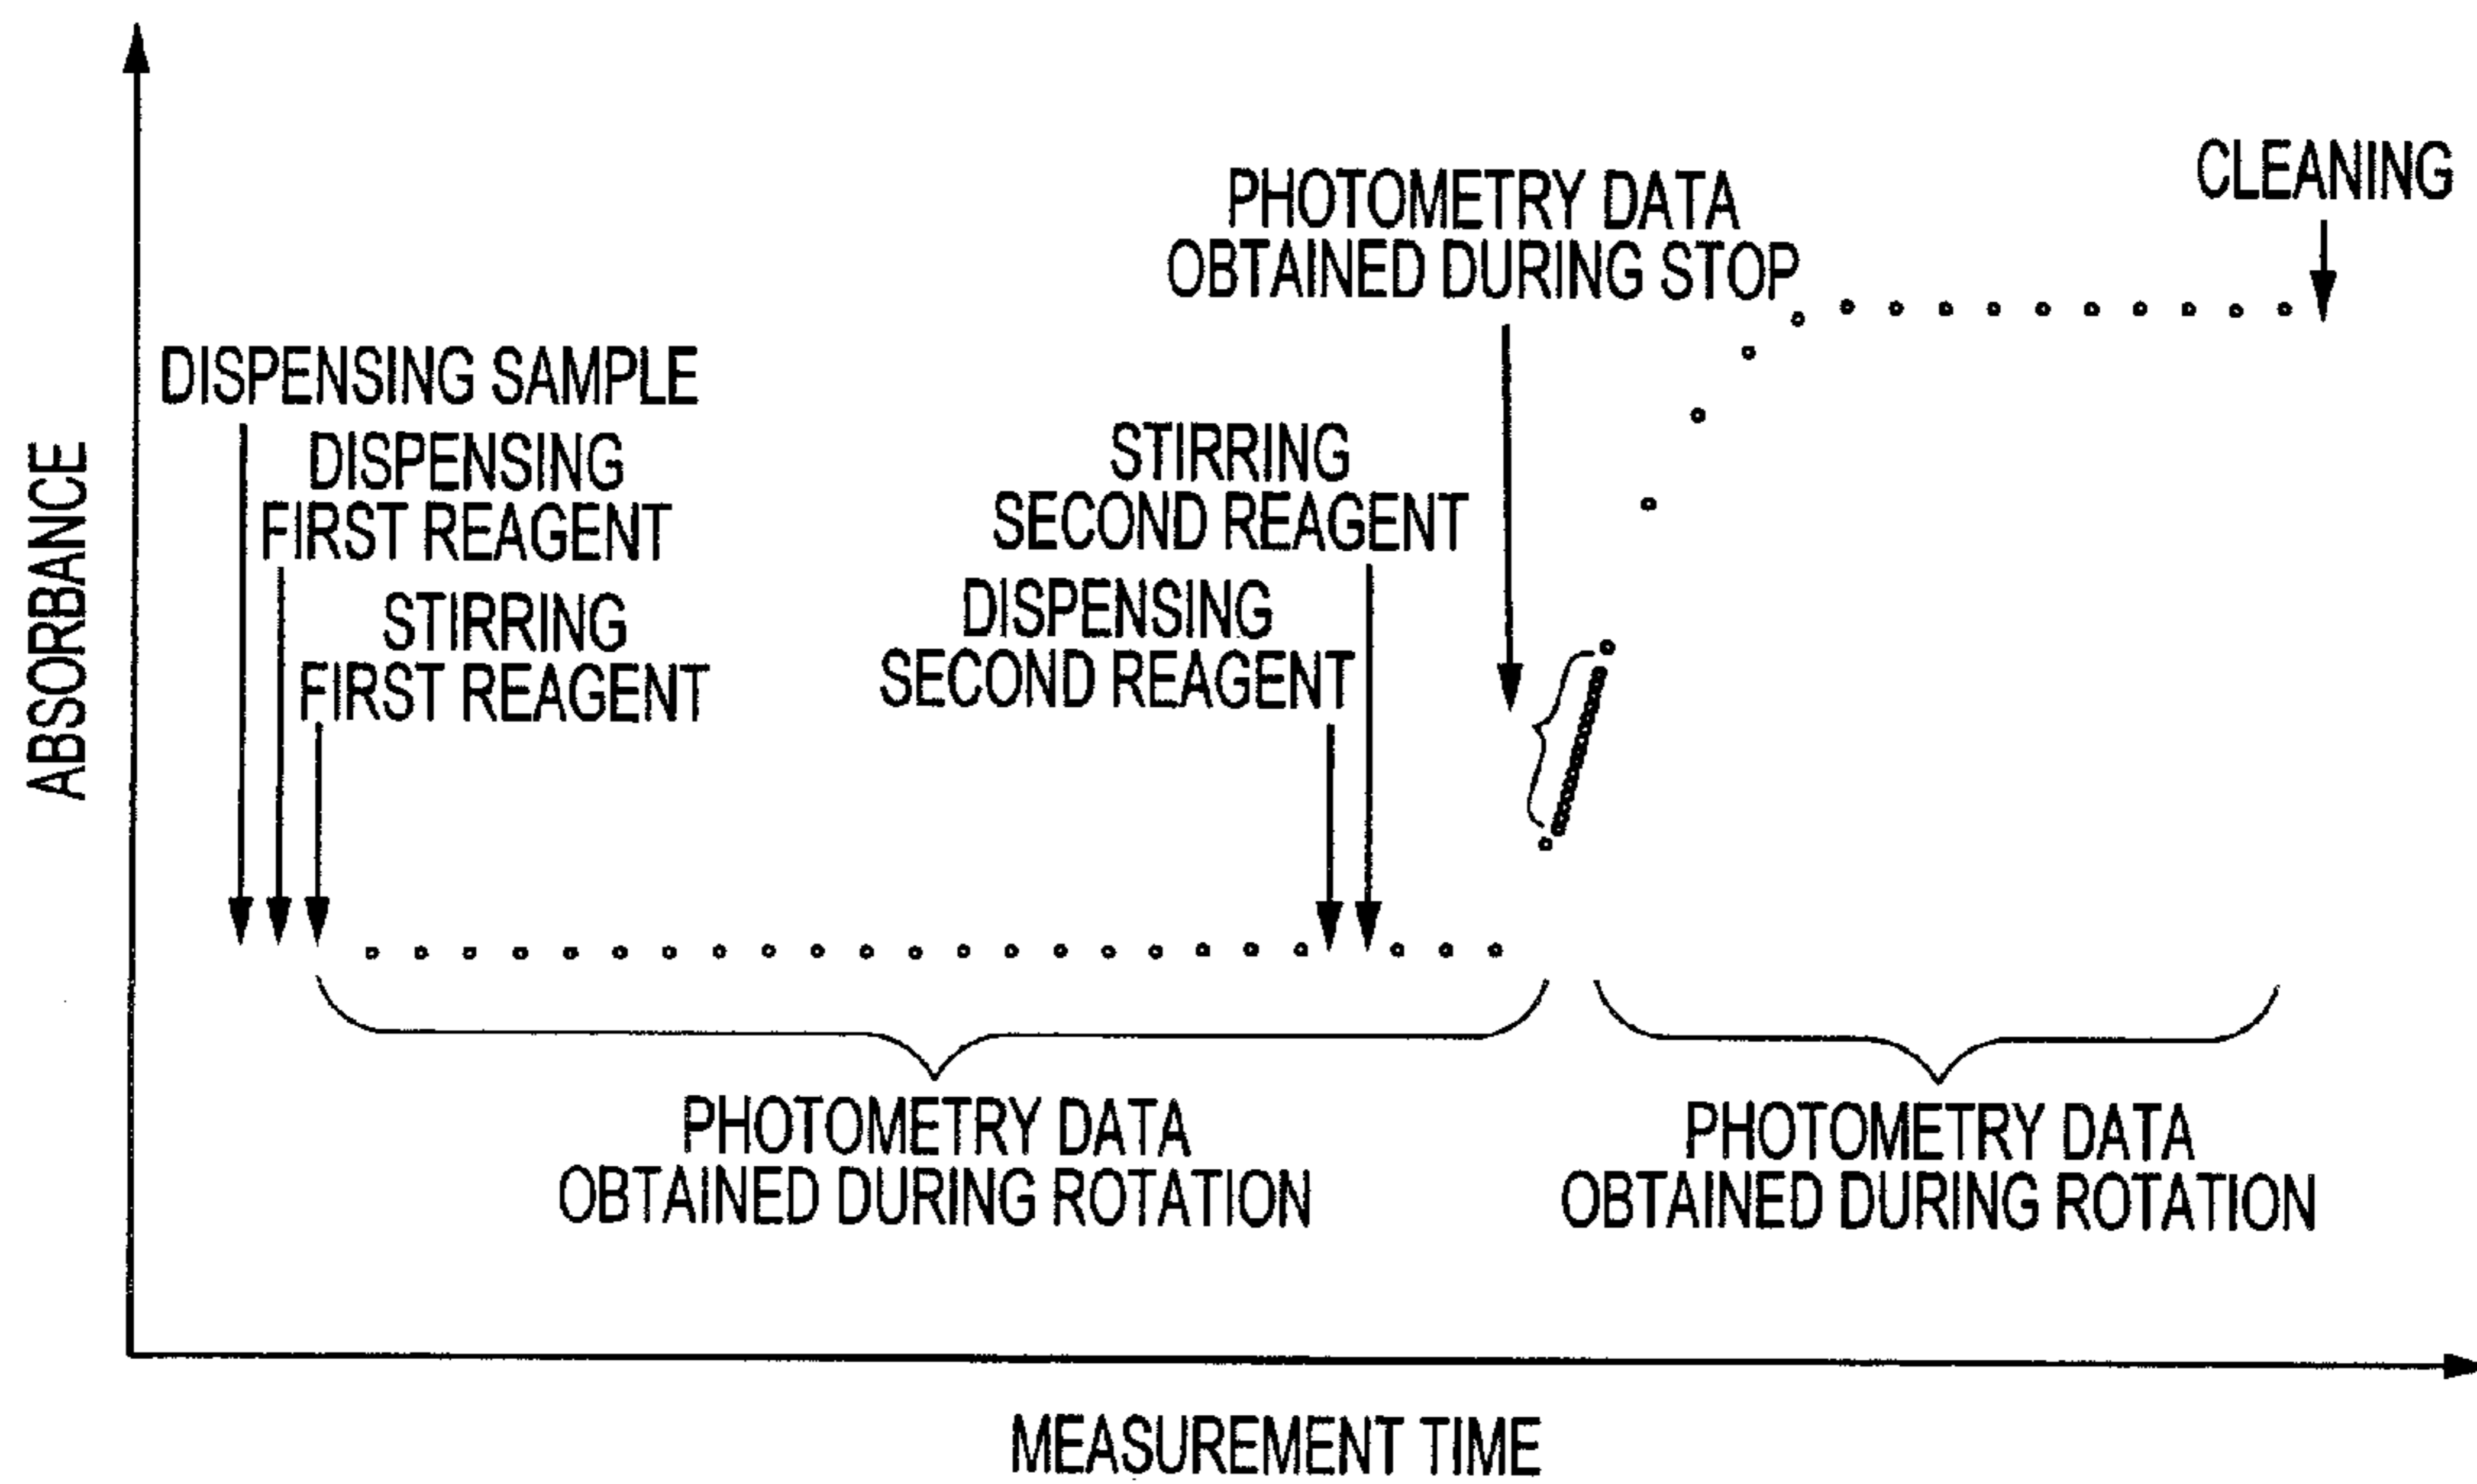 ABSORBANCE
DISPENSING SAMPLE
DISPENSING
FIRST REAGENT
STIRRING
FIRST REAGENT
STIRRING
SECOND REAGENT
DISPENSING
SECOND REAGENT
PHOTOMETRY DATA
OBTAINED DURING STOP
CLEANING
PHOTOMETRY DATA
OBTAINED DURING ROTATION
PHOTOMETRY DATA
OBTAINED DURING ROTATION
MEASUREMENT TIME